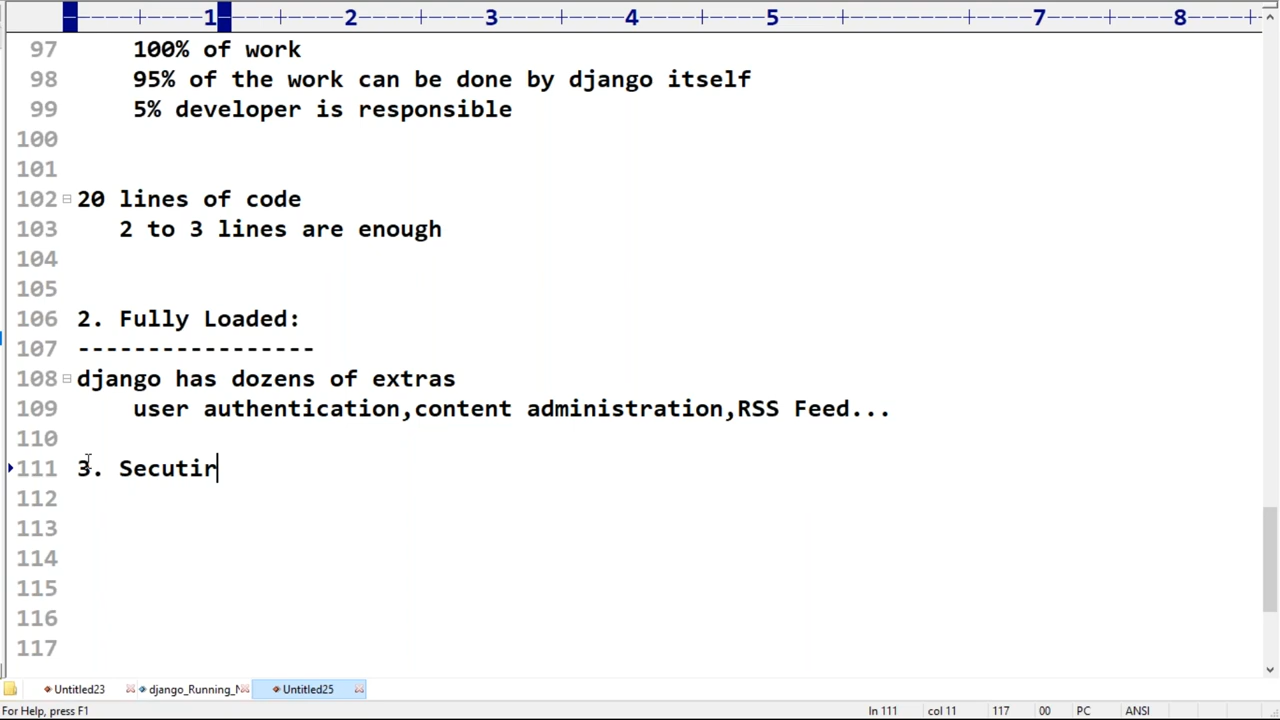 1 2 3 4 5 7 8
97 100% of work
98 95% of the work can be done by django itself
99 5% developer is responsible
100
101
102 20 lines of code
103 2 to 3 lines are enough
104
105
106 2. Fully Loaded:
107 -----------------
108 django has dozens of extras
109 user authentication,content administration,RSS Feed...
110
111 3. Secutir
112
113
114
115
116
117
Untitled23 django_Running_N Untitled25
For Help, press F1 ln 111 col 11 117 00 PC ANSI